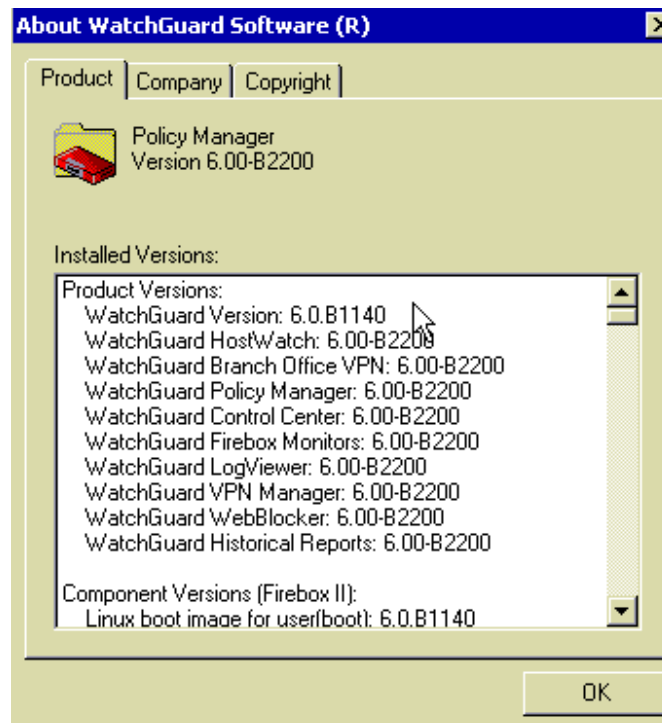 About WatchGuard Software (R)
Product
Company
Copyright
Policy Manager
Version 6.00-B2200
Installed Versions:
Product Versions:
WatchGuard Version: 6.0.B1140
WatchGuard HostWatch: 6.00-B2200
WatchGuard Branch Office VPN: 6.00-B2200
WatchGuard Policy Manager: 6.00-B2200
WatchGuard Control Center: 6.00-B2200
WatchGuard Firebox Monitors: 6.00-B2200
WatchGuard LogViewer: 6.00-B2200
WatchGuard VPN Manager: 6.00-B2200
WatchGuard WebBlocker: 6.00-B2200
WatchGuard Historical Reports: 6.00-B2200
Component Versions (Firebox II):
Linux boot image for user(boot): 6.0.B1140
OK